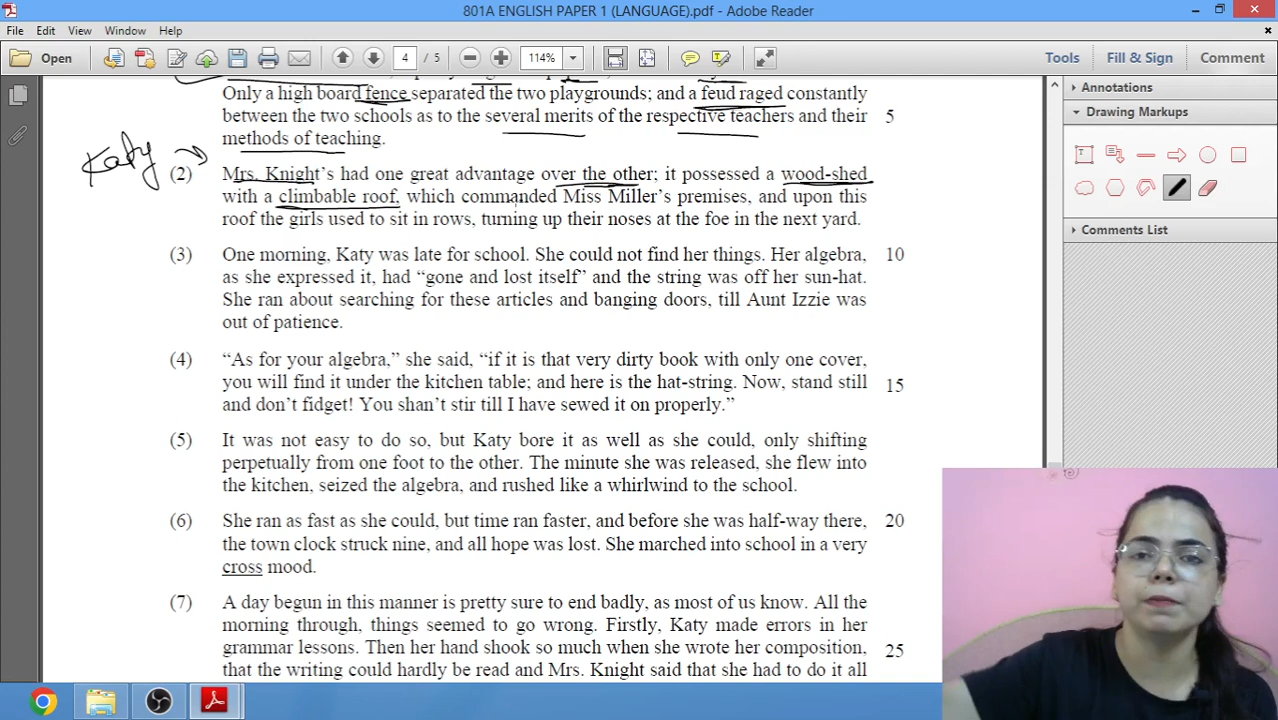 801A ENGLISH PAPER 1 (LANGUAGE).pdf - Adobe Reader
File Edit View Window Help
Open 4 / 5 114% Tools Fill & Sign Comment
Only a high board fence separated the two playgrounds; and a feud raged constantly
between the two schools as to the several merits of the respective teachers and their 5
methods of teaching.
Katy
(2) Mrs. Knight's had one great advantage over the other; it possessed a wood-shed
with a climbable roof, which commanded Miss Miller's premises, and upon this
roof the girls used to sit in rows, turning up their noses at the foe in the next yard.
(3) One morning, Katy was late for school. She could not find her things. Her algebra, 10
as she expressed it, had “gone and lost itself” and the string was off her sun-hat.
She ran about searching for these articles and banging doors, till Aunt Izzie was
out of patience.
(4) “As for your algebra,” she said, “if it is that very dirty book with only one cover,
you will find it under the kitchen table; and here is the hat-string. Now, stand still 15
and don't fidget! You shan't stir till I have sewed it on properly.”
(5) It was not easy to do so, but Katy bore it as well as she could, only shifting
perpetually from one foot to the other. The minute she was released, she flew into
the kitchen, seized the algebra, and rushed like a whirlwind to the school.
(6) She ran as fast as she could, but time ran faster, and before she was half-way there, 20
the town clock struck nine, and all hope was lost. She marched into school in a very
cross mood.
(7) A day begun in this manner is pretty sure to end badly, as most of us know. All the
morning through, things seemed to go wrong. Firstly, Katy made errors in her
grammar lessons. Then her hand shook so much when she wrote her composition, 25
that the writing could hardly be read and Mrs. Knight said that she had to do it all
Annotations
Drawing Markups
Comments List